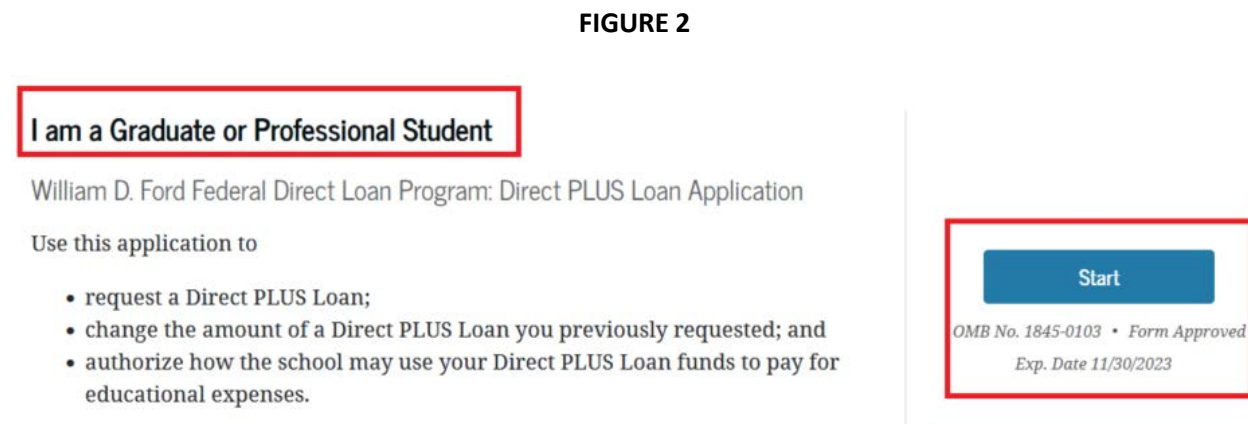 FIGURE 2
I am a Graduate or Professional Student
William D. Ford Federal Direct Loan Program: Direct PLUS Loan Application
Use this application to
• request a Direct PLUS Loan;
• change the amount of a Direct PLUS Loan you previously requested; and
• authorize how the school may use your Direct PLUS Loan funds to pay for
educational expenses.
Start
OMB No. 1845-0103 • Form Approved
Exp. Date 11/30/2023